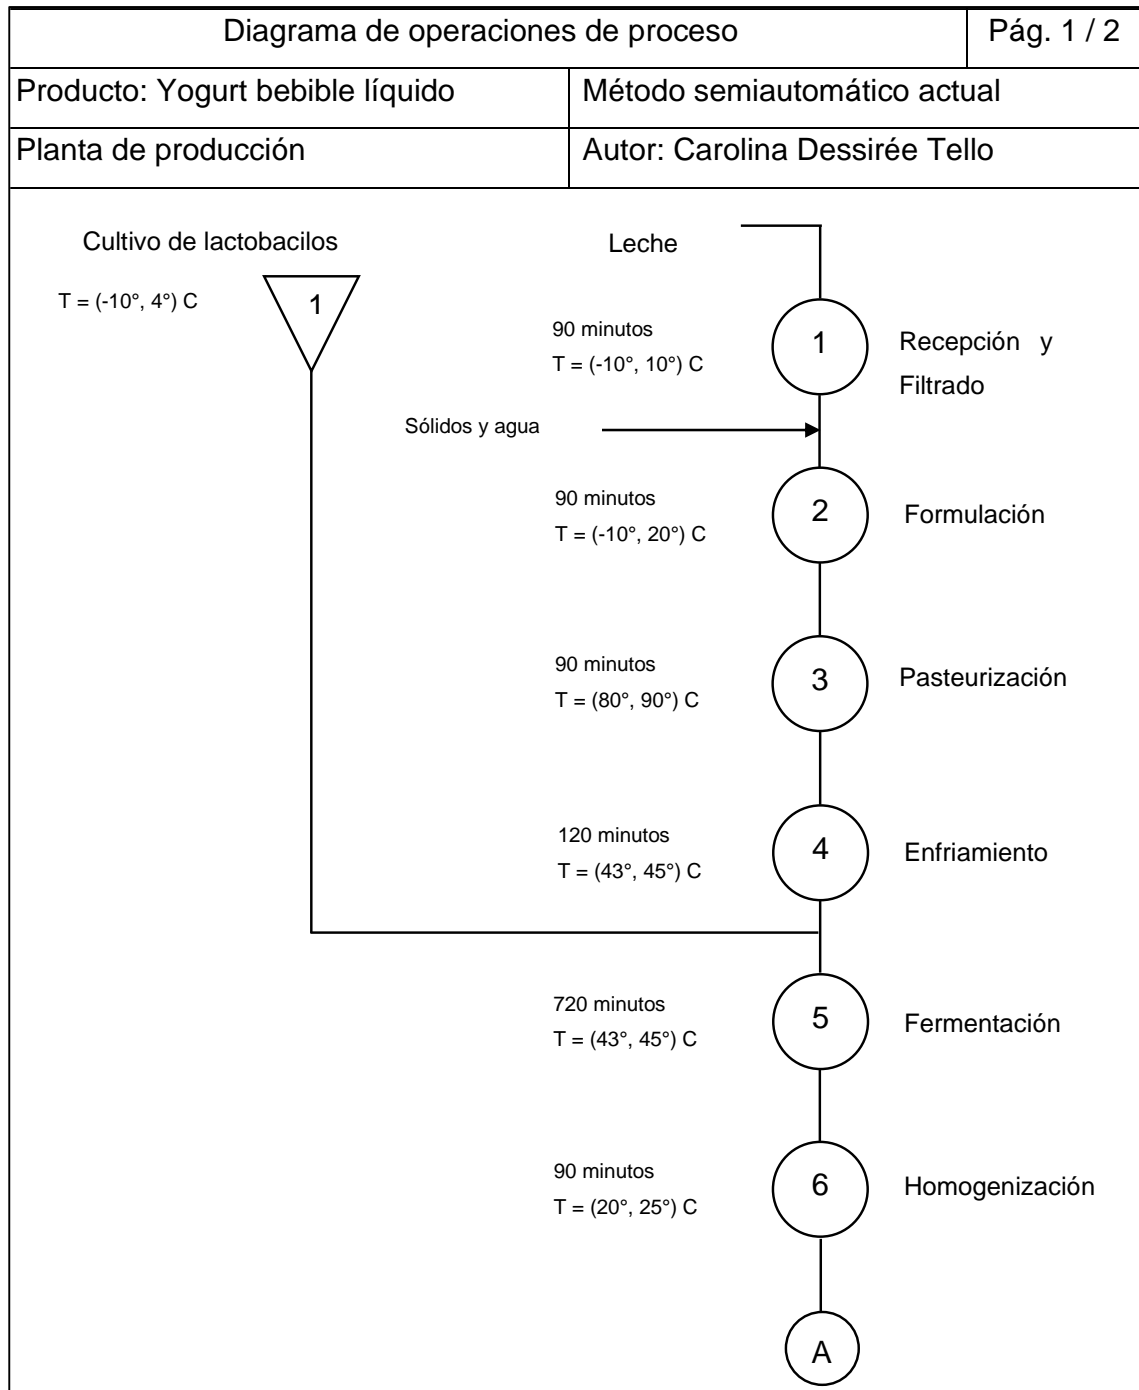 Diagrama de operaciones de proceso
Pág. 1 / 2
Producto: Yogurt bebible líquido
Método semiautomático actual
Planta de producción
Autor: Carolina Dessirée Tello
Cultivo de lactobacilos
Leche
T = (-10°, 4°) C
1
90 minutos
T = (-10°, 10°) C
1
Recepción y
Filtrado
Sólidos y agua
90 minutos
T = (-10°, 20°) C
2
Formulación
90 minutos
T = (80°, 90°) C
3
Pasteurización
120 minutos
T = (43°, 45°) C
4
Enfriamiento
720 minutos
T = (43°, 45°) C
5
Fermentación
90 minutos
T = (20°, 25°) C
6
Homogenización
A